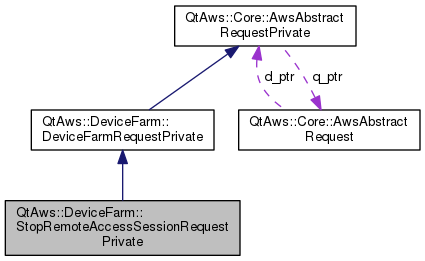 QtAws::Core::AwsAbstract
RequestPrivate
d_ptr
q_ptr
QtAws::DeviceFarm::
DeviceFarmRequestPrivate
QtAws::Core::AwsAbstract
Request
QtAws::DeviceFarm::
StopRemoteAccessSessionRequest
Private